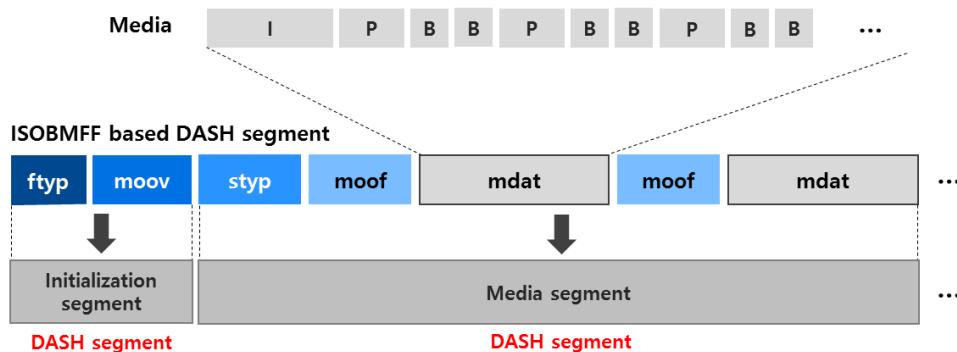 Media I P B B P B B P B B ...
ISOBMFF based DASH segment
ftyp moov styp moof mdat moof mdat ...
Initialization
segment
Media segment ...
DASH segment
DASH segment